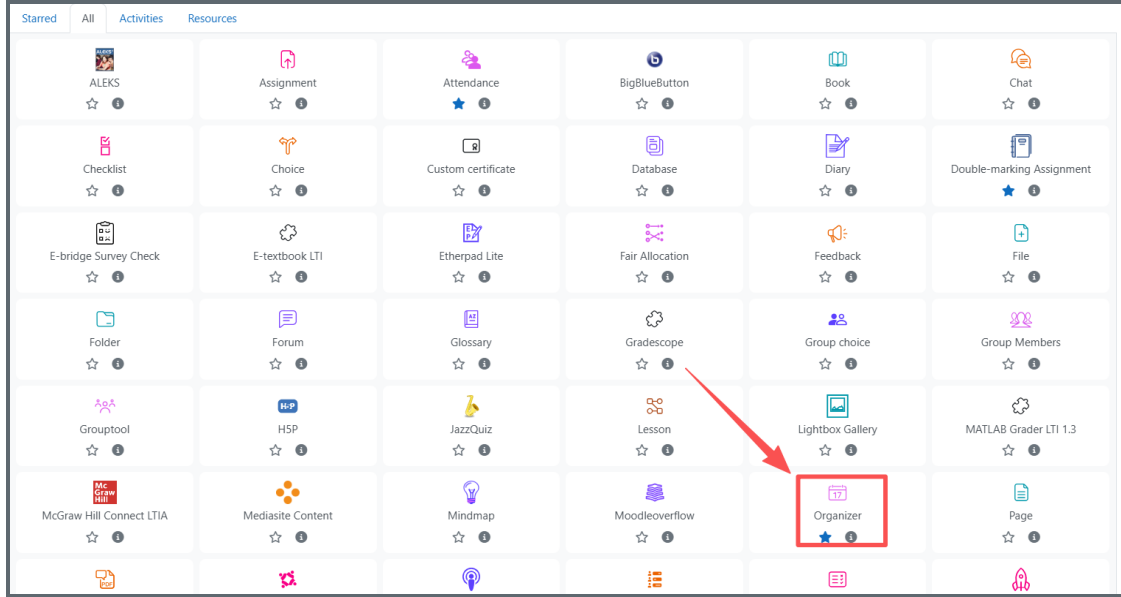 Starred All Activities Resources
ALEKS
ALEKS Assignment Attendance BigBlueButton Book Chat
Checklist Choice Custom certificate Database Diary Double-marking Assignment
E-bridge Survey Check E-textbook LTI Etherpad Lite Fair Allocation Feedback File
Folder Forum Glossary Gradescope Group choice Group Members
H-P
Grouptool H5P JazzQuiz Lesson Lightbox Gallery MATLAB Grader LTI 1.3
Mc
Graw
Hill
17
McGraw Hill Connect LTIA Mediasite Content Mindmap Moodleoverflow Organizer Page
PDF